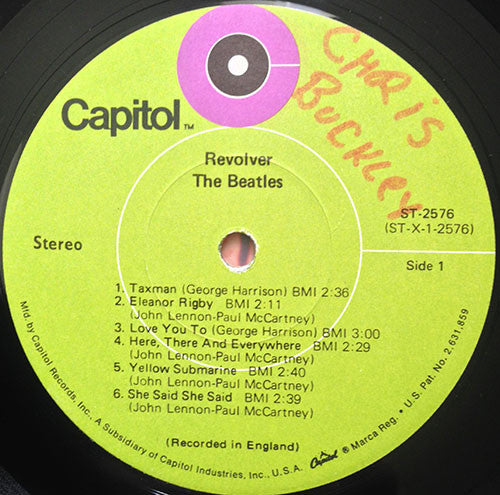 Capitol™
CHRIS
BUCKLEY
Revolver
The Beatles
ST-2576
(ST-X-1-2576)
Stereo
Side 1
1. Taxman (George Harrison) BMI 2:36
2. Eleanor Rigby BMI 2:11
(John Lennon-Paul McCartney)
3. Love You To (George Harrison) BMI 3:00
4. Here, There And Everywhere BMI 2:29
(John Lennon-Paul McCartney)
5. Yellow Submarine BMI 2:40
(John Lennon-Paul McCartney)
6. She Said She Said BMI 2:39
(John Lennon-Paul McCartney)
(Recorded in England)
Mfd. by Capitol Records, Inc., A Subsidiary of Capitol Industries, Inc., U.S.A. Capitol ® Marca Reg. • U.S. Pat. No. 2,631,859